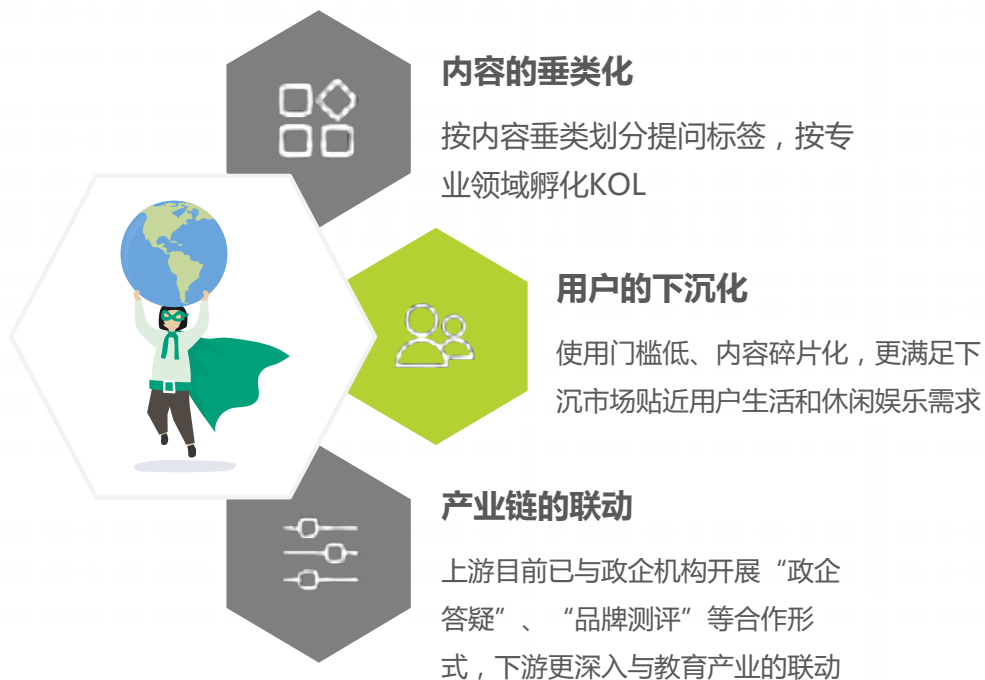 内容的垂类化
按内容垂类划分提问标签，按专
业领域孵化KOL
用户的下沉化
使用门槛低、内容碎片化，更满足下
沉市场贴近用户生活和休闲娱乐需求
产业链的联动
上游目前已与政企机构开展“政企
答疑”、“品牌测评”等合作形
式，下游更深入与教育产业的联动